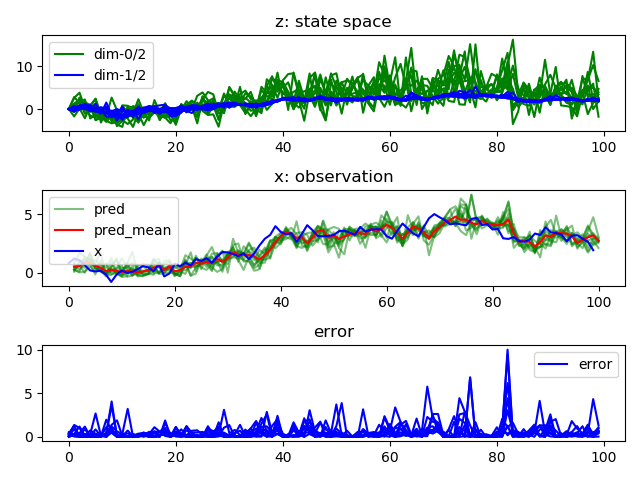 z: state space
dim-0/2
dim-1/2
10
0
0 20 40 60 80 100
x: observation
pred
pred_mean
x
5
0
0 20 40 60 80 100
error
error
10
5
0
0 20 40 60 80 100